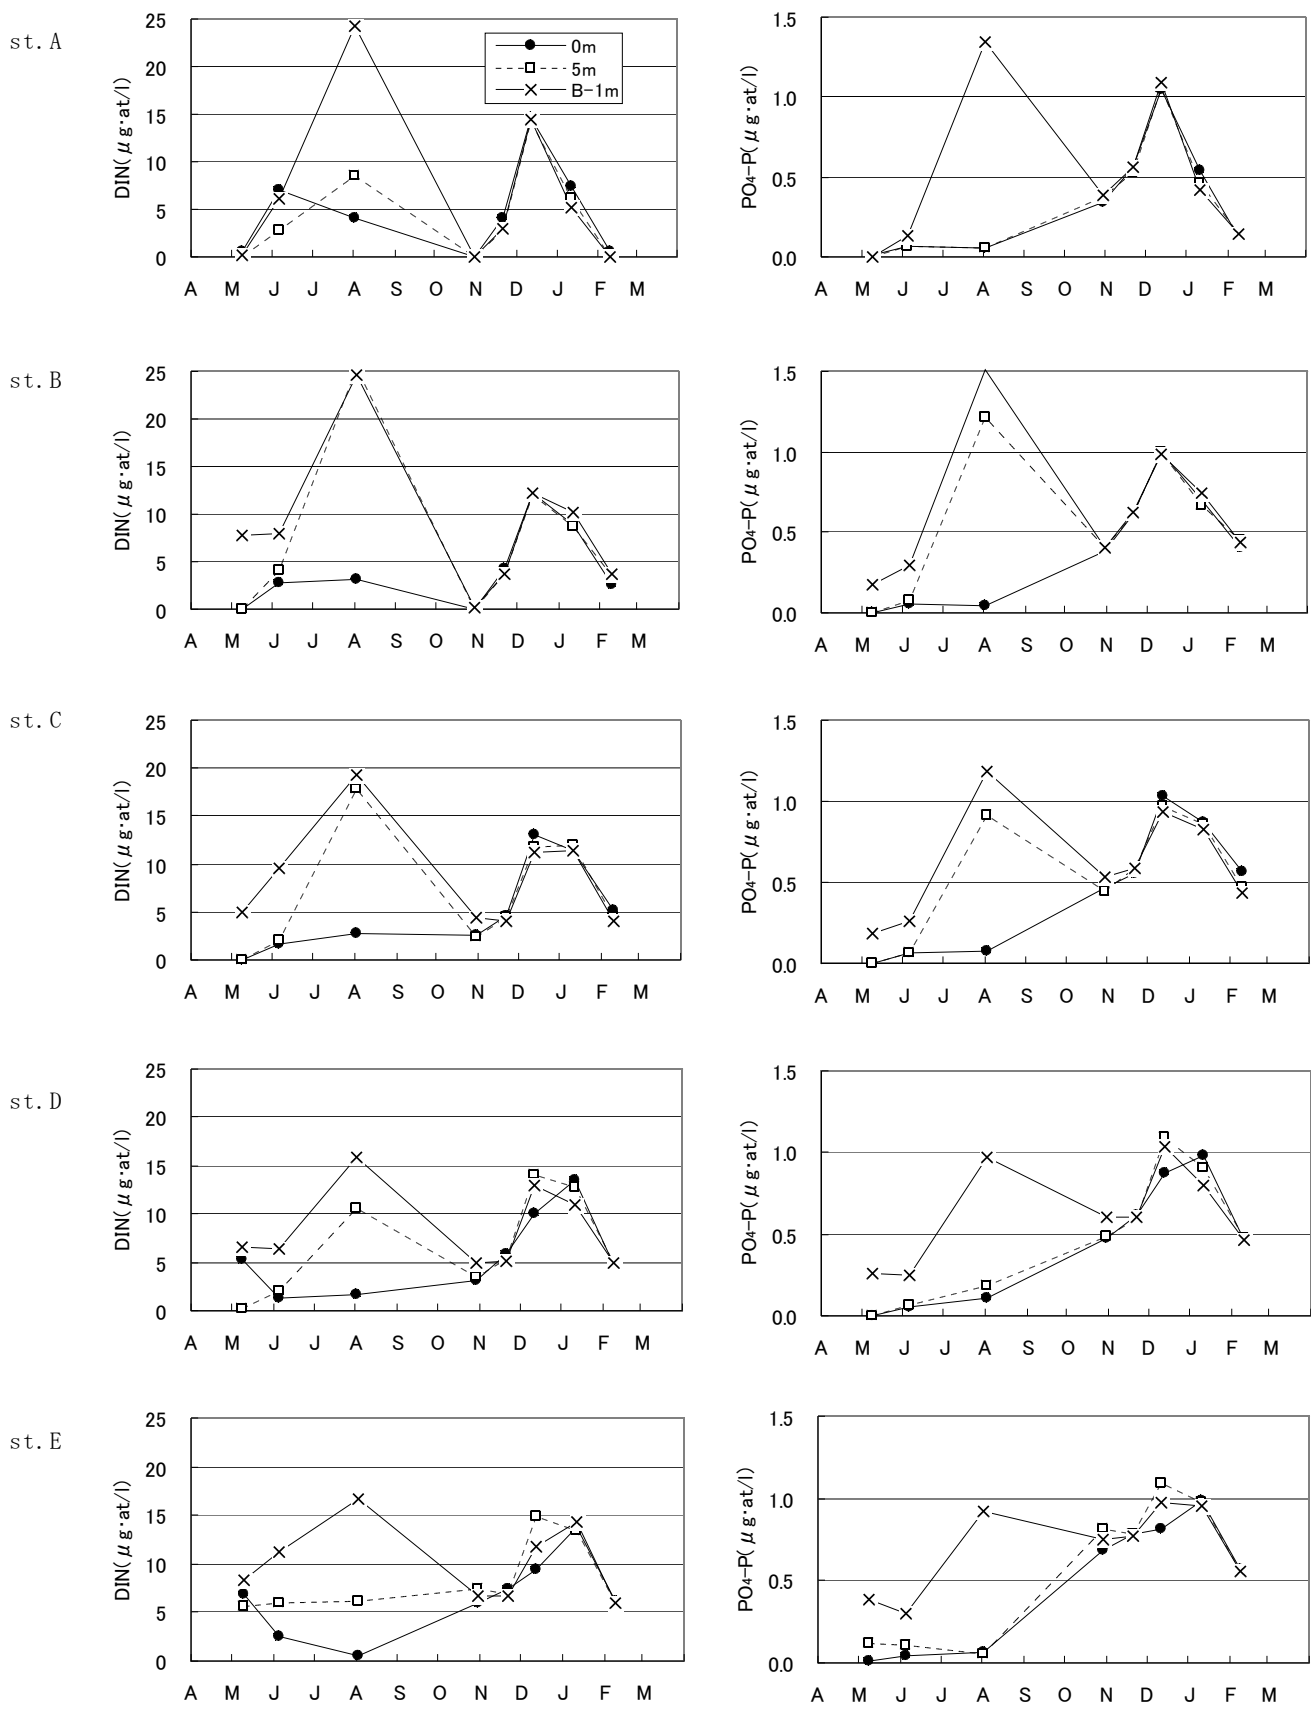 st.A
DIN(μg·at/l)
25
20
15
10
5
0
0m
5m
B-1m
A M J J A S O N D J F M
PO4-P(μg·at/l)
1.5
1.0
0.5
0.0
A M J J A S O N D J F M
st.B
DIN(μg·at/l)
25
20
15
10
5
0
A M J J A S O N D J F M
PO4-P(μg·at/l)
1.5
1.0
0.5
0.0
A M J J A S O N D J F M
st.C
DIN(μg·at/l)
25
20
15
10
5
0
A M J J A S O N D J F M
PO4-P(μg·at/l)
1.5
1.0
0.5
0.0
A M J J A S O N D J F M
st.D
DIN(μg·at/l)
25
20
15
10
5
0
A M J J A S O N D J F M
PO4-P(μg·at/l)
1.5
1.0
0.5
0.0
A M J J A S O N D J F M
st.E
DIN(μg·at/l)
25
20
15
10
5
0
A M J J A S O N D J F M
PO4-P(μg·at/l)
1.5
1.0
0.5
0.0
A M J J A S O N D J F M